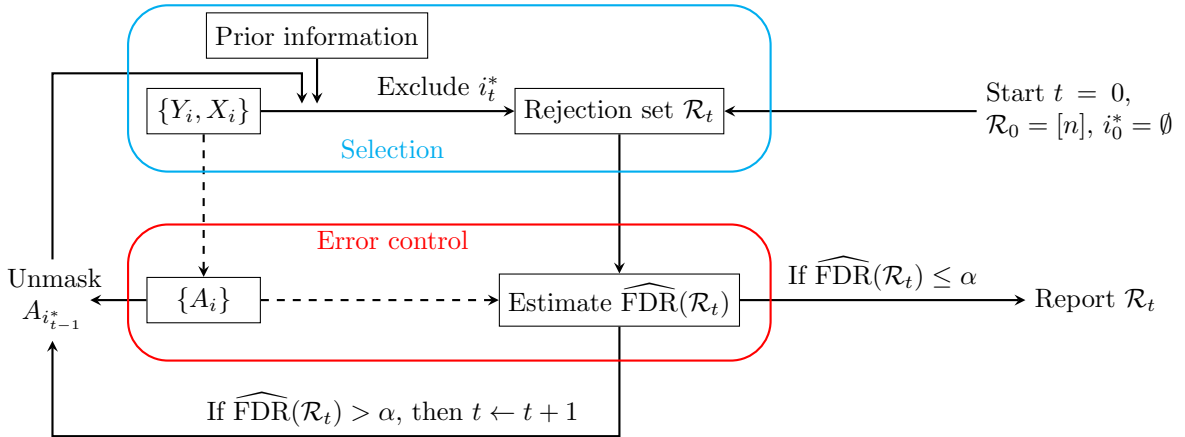 Prior information
Exclude $i_t^*$
$\{Y_i, X_i\}$
Rejection set $\mathcal{R}_t$
Start $t = 0$,
$\mathcal{R}_0 = [n]$, $i_0^* = \emptyset$
Selection
Error control
Unmask
$A_{i_{t-1}^*}$
$\{A_i\}$
Estimate $\widehat{\mathrm{FDR}}(\mathcal{R}_t)$
If $\widehat{\mathrm{FDR}}(\mathcal{R}_t) \leq \alpha$
Report $\mathcal{R}_t$
If $\widehat{\mathrm{FDR}}(\mathcal{R}_t) > \alpha$, then $t \leftarrow t + 1$